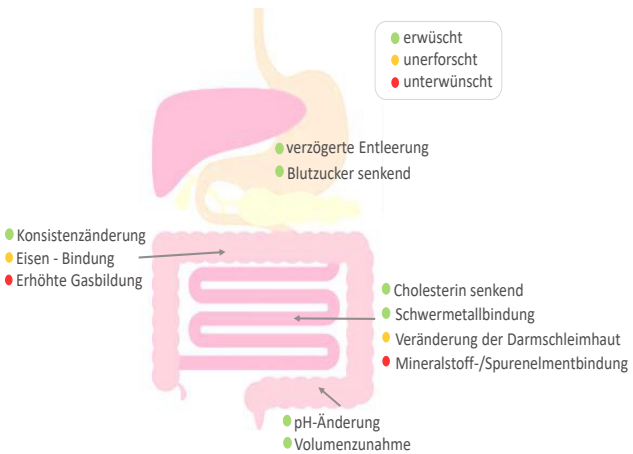 erwüscht
unerforscht
unterwünscht
verzögerte Entleerung
Blutzucker senkend
Konsistenzänderung
Eisen - Bindung
Erhöhte Gasbildung
Cholesterin senkend
Schwermetallbindung
Veränderung der Darmschleimhaut
Mineralstoff-/Spurenelmentbindung
pH-Änderung
Volumenzunahme